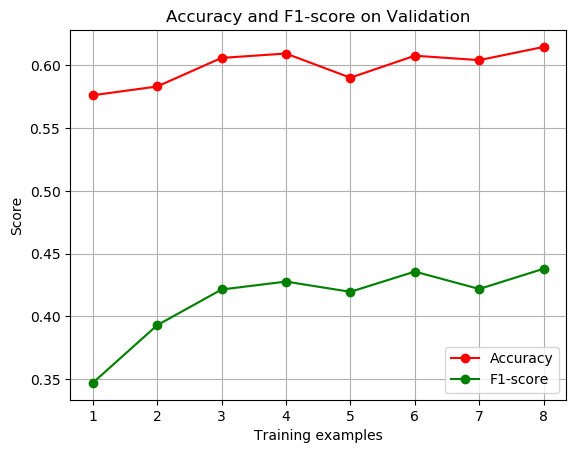 Accuracy and F1-score on Validation
0.60
0.55
0.50
0.45
0.40
0.35
Score
1 2 3 4 5 6 7 8
Training examples
Accuracy
F1-score